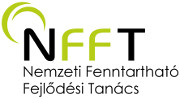 NFFT
Nemzeti Fenntartható
Fejlődési Tanács